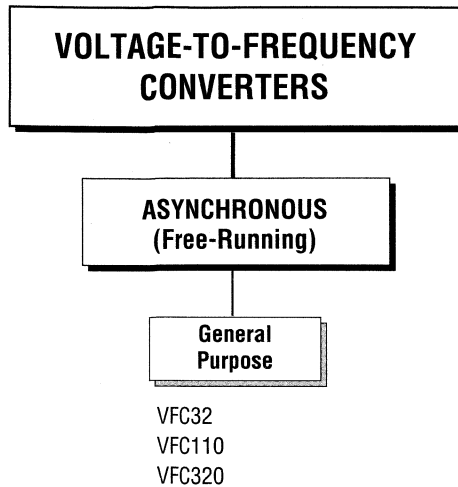 VOLTAGE-TO-FREQUENCY
CONVERTERS
ASYNCHRONOUS
(Free-Running)
General
Purpose
VFC32
VFC110
VFC320